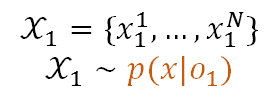 𝒳₁ = {x₁¹, … , x₁ᴺ}
𝒳₁ ~ p(x|o₁)